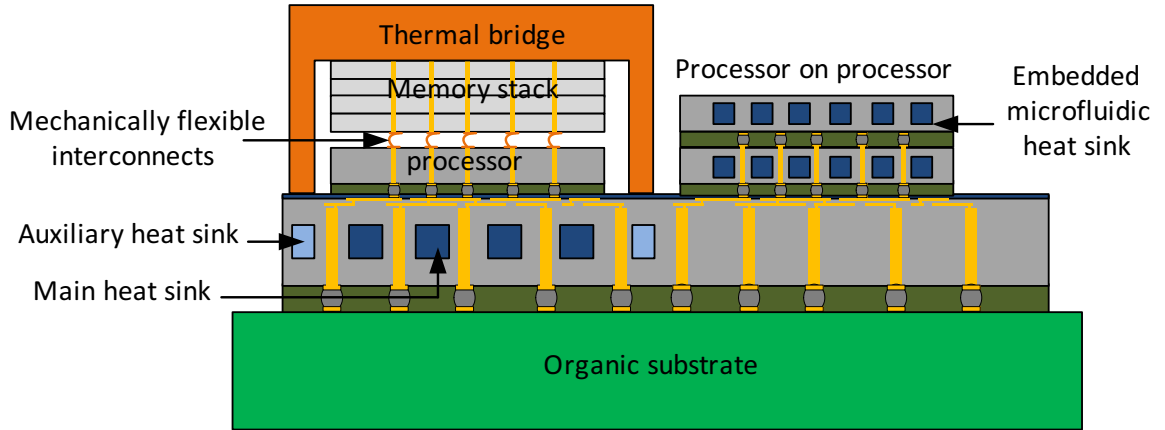 Thermal bridge
Memory stack
Mechanically flexible
interconnects
processor
Processor on processor
Embedded
microfluidic
heat sink
Auxiliary heat sink
Main heat sink
Organic substrate